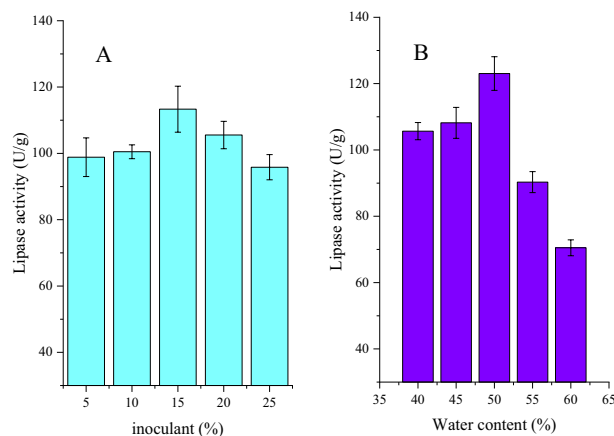 A
Lipase activity (U/g)
140
120
100
80
60
40
5 10 15 20 25
inoculant (%)
B
Lipase activity (U/g)
140
120
100
80
60
40
35 40 45 50 55 60 65
Water content (%)